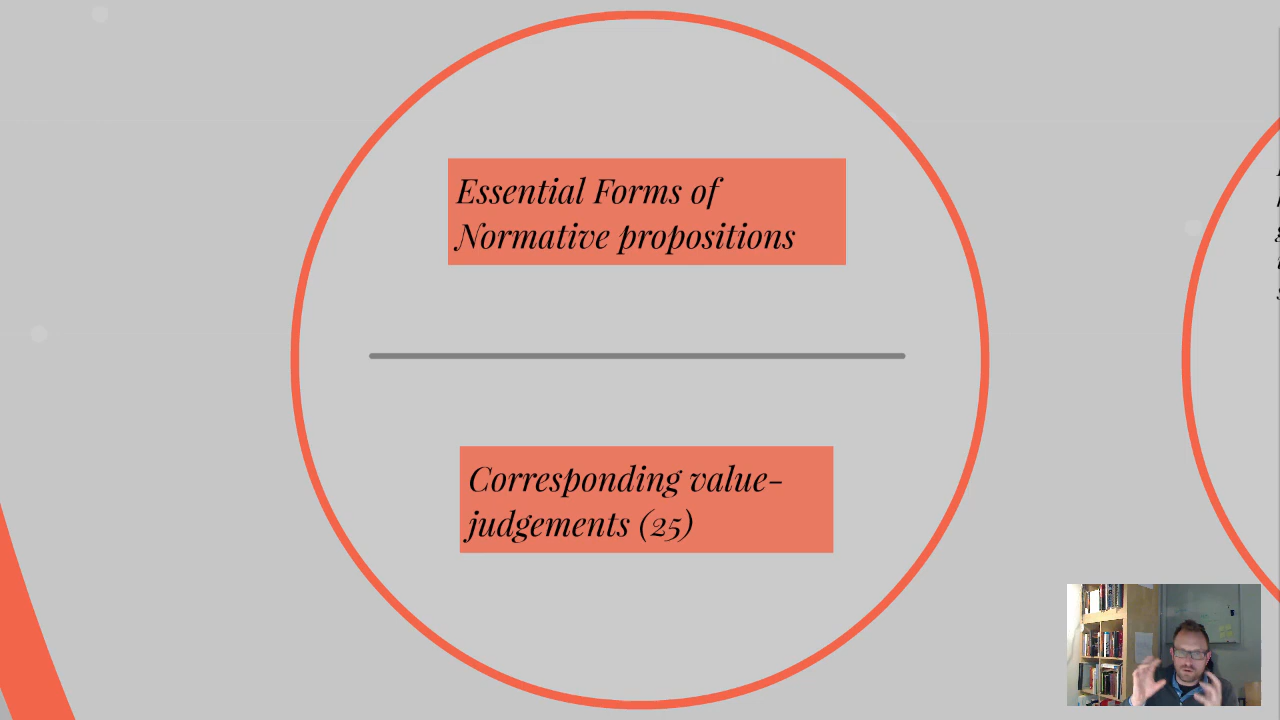 Essential Forms of
Normative propositions
Corresponding value-
judgements (25)